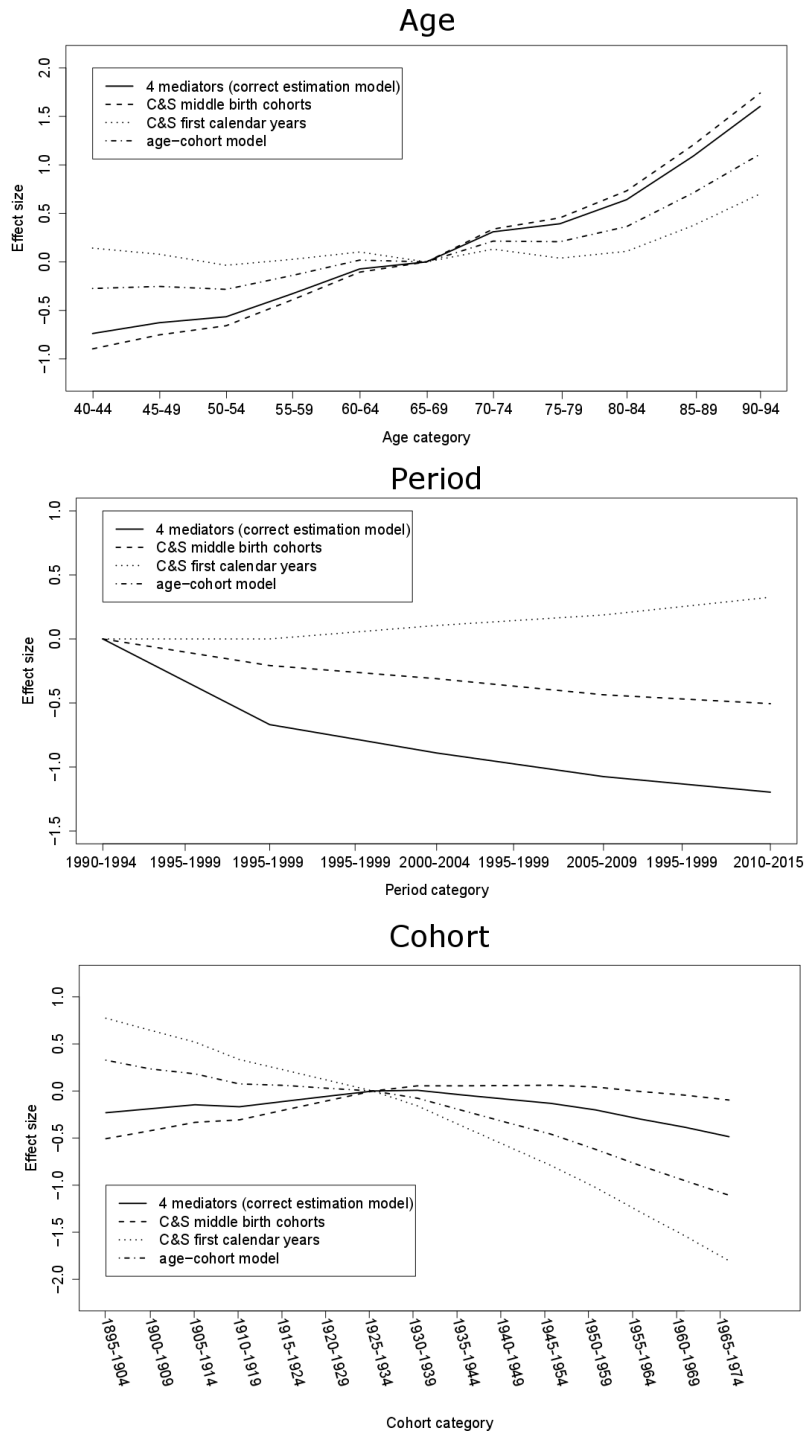 Age
4 mediators (correct estimation model)
C&S middle birth cohorts
C&S first calendar years
age−cohort model
2.0
1.5
1.0
0.5
0.0
−0.5
−1.0
Effect size
40-44 45-49 50-54 55-59 60-64 65-69 70-74 75-79 80-84 85-89 90-94
Age category
Period
4 mediators (correct estimation model)
C&S middle birth cohorts
C&S first calendar years
age−cohort model
1.0
0.5
0.0
−0.5
−1.0
−1.5
Effect size
1990-1994 1995-1999 1995-1999 1995-1999 2000-2004 1995-1999 2005-2009 1995-1999 2010-2015
Period category
Cohort
1.0
0.5
0.0
−0.5
−1.0
−1.5
−2.0
Effect size
4 mediators (correct estimation model)
C&S middle birth cohorts
C&S first calendar years
age−cohort model
1895-1904 1900-1909 1905-1914 1910-1919 1915-1924 1920-1929 1925-1934 1930-1939 1935-1944 1940-1949 1945-1954 1950-1959 1955-1964 1960-1969 1965-1974
Cohort category